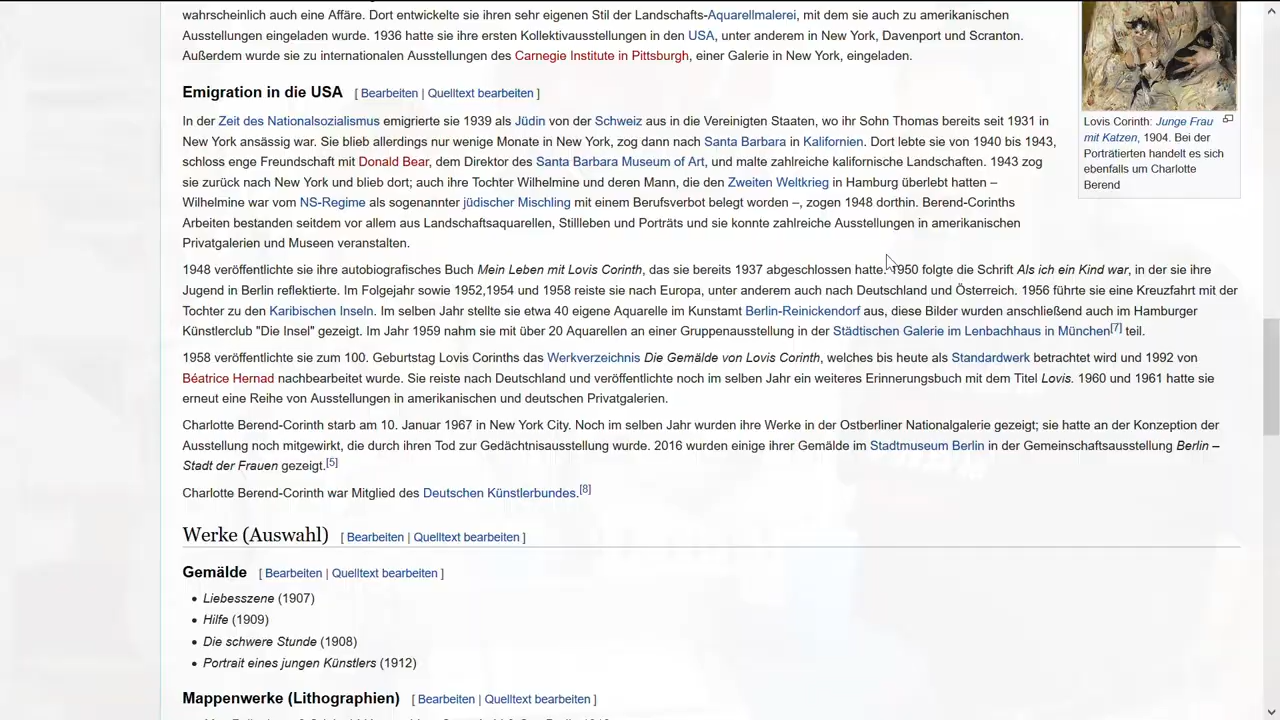 wahrscheinlich auch eine Affäre. Dort entwickelte sie ihren sehr eigenen Stil der Landschafts-Aquarellmalerei, mit dem sie auch zu amerikanischen
Ausstellungen eingeladen wurde. 1936 hatte sie ihre ersten Kollektivausstellungen in den USA, unter anderem in New York, Davenport und Scranton.
Außerdem wurde sie zu internationalen Ausstellungen des Carnegie Institute in Pittsburgh, einer Galerie in New York, eingeladen.
Emigration in die USA [ Bearbeiten | Quelltext bearbeiten ]
In der Zeit des Nationalsozialismus emigrierte sie 1939 als Jüdin von der Schweiz aus in die Vereinigten Staaten, wo ihr Sohn Thomas bereits seit 1931 in
New York ansässig war. Sie blieb allerdings nur wenige Monate in New York, zog dann nach Santa Barbara in Kalifornien. Dort lebte sie von 1940 bis 1943,
schloss enge Freundschaft mit Donald Bear, dem Direktor des Santa Barbara Museum of Art, und malte zahlreiche kalifornische Landschaften. 1943 zog
sie zurück nach New York und blieb dort; auch ihre Tochter Wilhelmine und deren Mann, die den Zweiten Weltkrieg in Hamburg überlebt hatten –
Wilhelmine war vom NS-Regime als sogenannter jüdischer Mischling mit einem Berufsverbot belegt worden –, zogen 1948 dorthin. Berend-Corinths
Arbeiten bestanden seitdem vor allem aus Landschaftsaquarellen, Stillleben und Porträts und sie konnte zahlreiche Ausstellungen in amerikanischen
Privatgalerien und Museen veranstalten.
Lovis Corinth: Junge Frau
mit Katzen, 1904. Bei der
Porträtierten handelt es sich
ebenfalls um Charlotte
Berend
1948 veröffentlichte sie ihre autobiografisches Buch Mein Leben mit Lovis Corinth, das sie bereits 1937 abgeschlossen hatte. 1950 folgte die Schrift Als ich ein Kind war, in der sie ihre
Jugend in Berlin reflektierte. Im Folgejahr sowie 1952,1954 und 1958 reiste sie nach Europa, unter anderem auch nach Deutschland und Österreich. 1956 führte sie eine Kreuzfahrt mit der
Tochter zu den Karibischen Inseln. Im selben Jahr stellte sie etwa 40 eigene Aquarelle im Kunstamt Berlin-Reinickendorf aus, diese Bilder wurden anschließend auch im Hamburger
Künstlerclub "Die Insel" gezeigt. Im Jahr 1959 nahm sie mit über 20 Aquarellen an einer Gruppenausstellung in der Städtischen Galerie im Lenbachhaus in München[7] teil.
1958 veröffentlichte sie zum 100. Geburtstag Lovis Corinths das Werkverzeichnis Die Gemälde von Lovis Corinth, welches bis heute als Standardwerk betrachtet wird und 1992 von
Béatrice Hernad nachbearbeitet wurde. Sie reiste nach Deutschland und veröffentlichte noch im selben Jahr ein weiteres Erinnerungsbuch mit dem Titel Lovis. 1960 und 1961 hatte sie
erneut eine Reihe von Ausstellungen in amerikanischen und deutschen Privatgalerien.
Charlotte Berend-Corinth starb am 10. Januar 1967 in New York City. Noch im selben Jahr wurden ihre Werke in der Ostberliner Nationalgalerie gezeigt; sie hatte an der Konzeption der
Ausstellung noch mitgewirkt, die durch ihren Tod zur Gedächtnisausstellung wurde. 2016 wurden einige ihrer Gemälde im Stadtmuseum Berlin in der Gemeinschaftsausstellung Berlin –
Stadt der Frauen gezeigt.[5]
Charlotte Berend-Corinth war Mitglied des Deutschen Künstlerbundes.[8]
Werke (Auswahl) [ Bearbeiten | Quelltext bearbeiten ]
Gemälde [ Bearbeiten | Quelltext bearbeiten ]
• Liebesszene (1907)
• Hilfe (1909)
• Die schwere Stunde (1908)
• Portrait eines jungen Künstlers (1912)
Mappenwerke (Lithographien) [ Bearbeiten | Quelltext bearbeiten ]